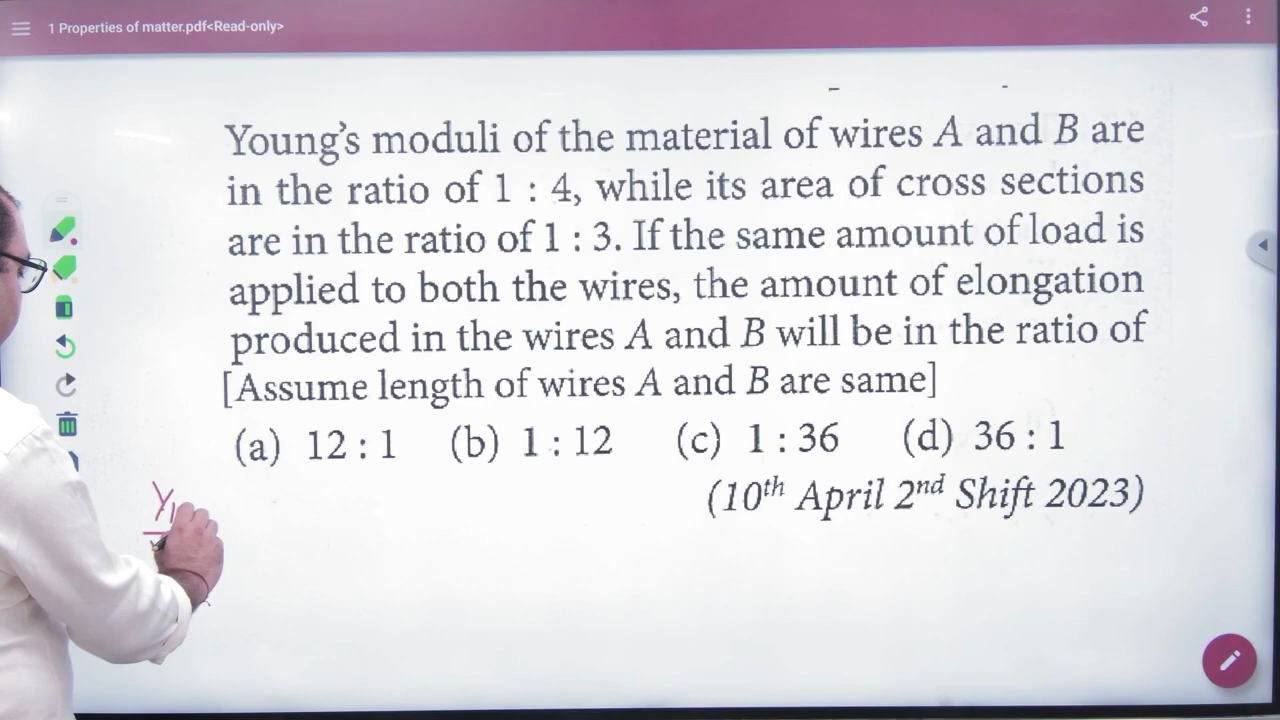 1 Properties of matter.pdf<Read-only>
Young's moduli of the material of wires A and B are
in the ratio of 1 : 4, while its area of cross sections
are in the ratio of 1 : 3. If the same amount of load is
applied to both the wires, the amount of elongation
produced in the wires A and B will be in the ratio of
[Assume length of wires A and B are same]
(a) 12 : 1 (b) 1 : 12 (c) 1 : 36 (d) 36 : 1
(10th April 2nd Shift 2023)
Y₁